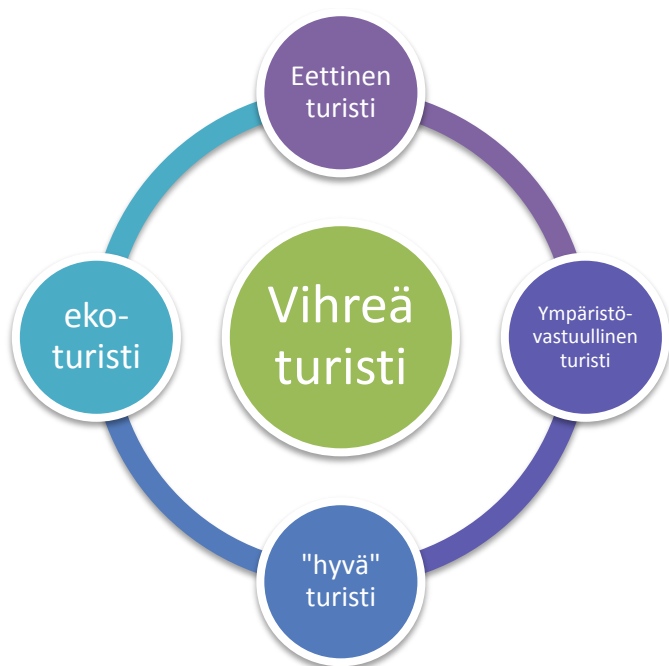 Eettinen
turisti
Vihreä
turisti
eko-
turisti
Ympäristö-
vastuullinen
turisti
"hyvä"
turisti